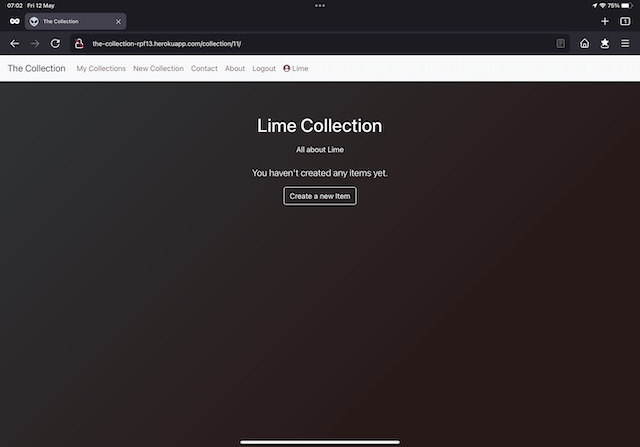 07:02 Fri 12 May
75%
The Collection
1
the-collection-rpf13.herokuapp.com/collection/11/
The Collection My Collections New Collection Contact About Logout Lime
Lime Collection
All about Lime
You haven't created any items yet.
Create a new Item